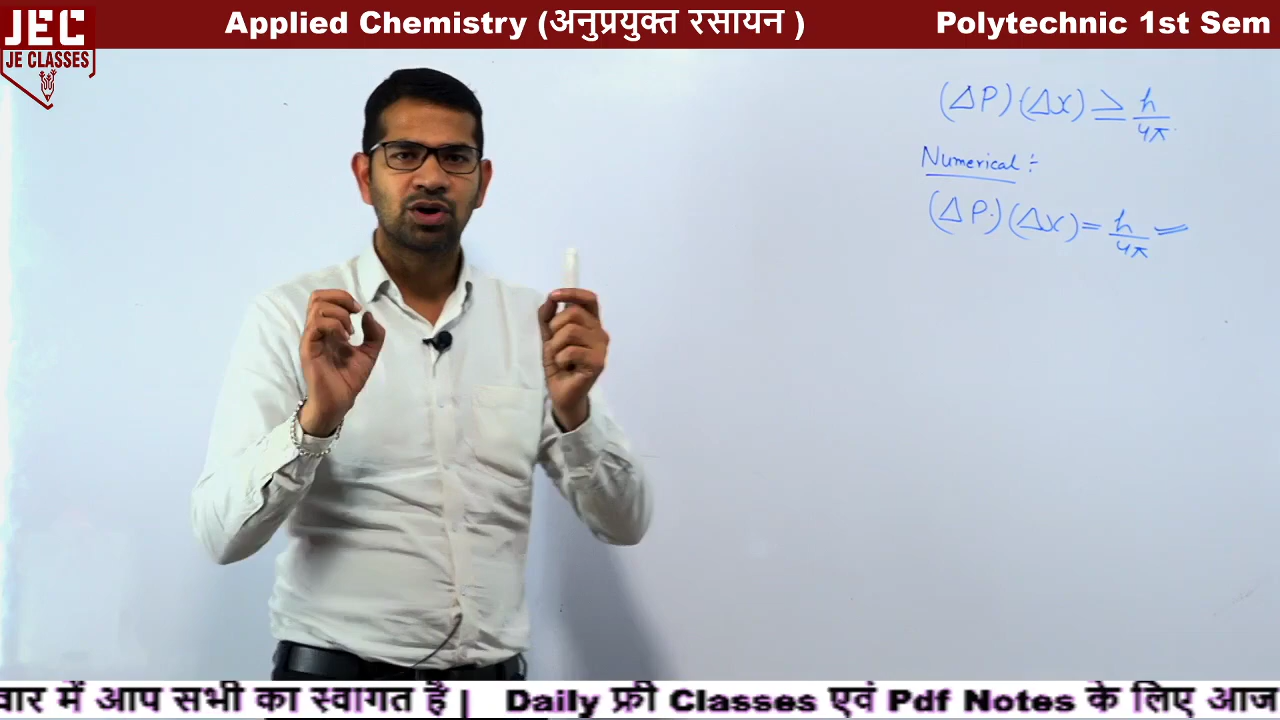 JEC
JE CLASSES
Applied Chemistry (अनुप्रयुक्त रसायन )
Polytechnic 1st Sem
(ΔP)(Δx) ≥ h/4π
Numerical :-
(ΔP.)(Δx) = h/4π
वार में आप सभी का स्वागत है | Daily फ्री Classes एवं Pdf Notes के लिए आज